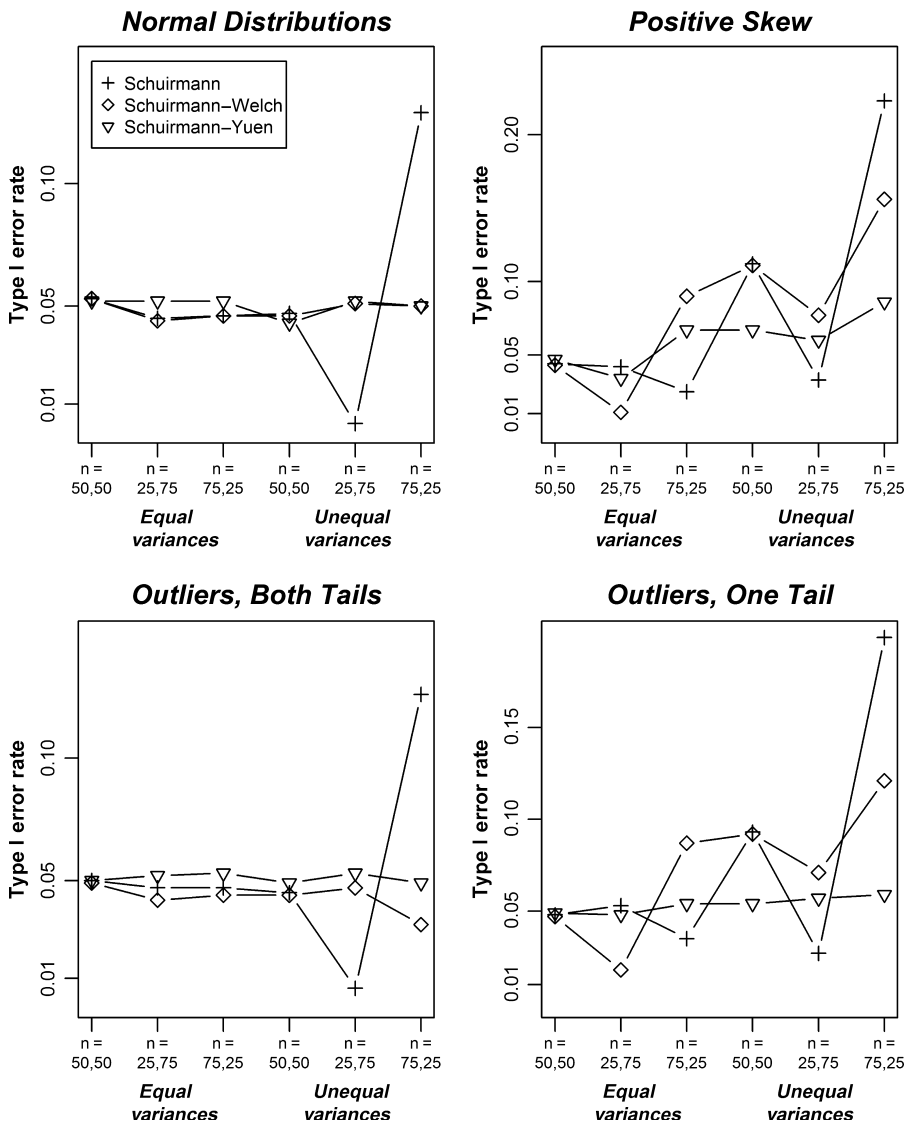 Normal Distributions
Schuirmann
Schuirmann−Welch
Schuirmann−Yuen
Type I error rate
0.10
0.05
0.01
n = n = n = n = n = n =
50,50 25,75 75,25 50,50 25,75 75,25
Equal Unequal
variances variances
Positive Skew
Type I error rate
0.20
0.10
0.05
0.01
n = n = n = n = n = n =
50,50 25,75 75,25 50,50 25,75 75,25
Equal Unequal
variances variances
Outliers, Both Tails
Type I error rate
0.10
0.05
0.01
n = n = n = n = n = n =
50,50 25,75 75,25 50,50 25,75 75,25
Equal Unequal
variances variances
Outliers, One Tail
Type I error rate
0.15
0.10
0.05
0.01
n = n = n = n = n = n =
50,50 25,75 75,25 50,50 25,75 75,25
Equal Unequal
variances variances